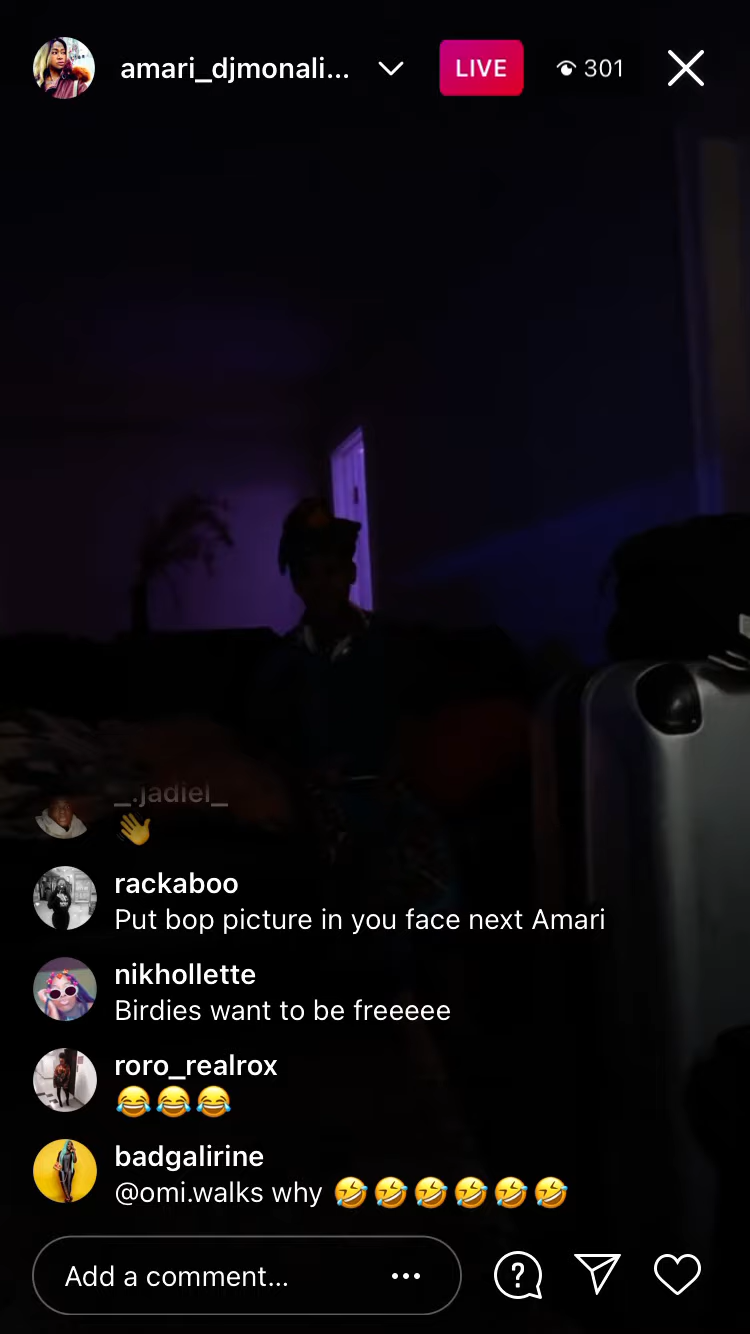 amari_djmonali...
LIVE
301
_.jadiel_
👋
rackaboo
Put bop picture in you face next Amari
nikhollette
Birdies want to be freeeee
roro_realrox
😂😂😂
badgalirine
@omi.walks why 🤣🤣🤣🤣🤣🤣
Add a comment...